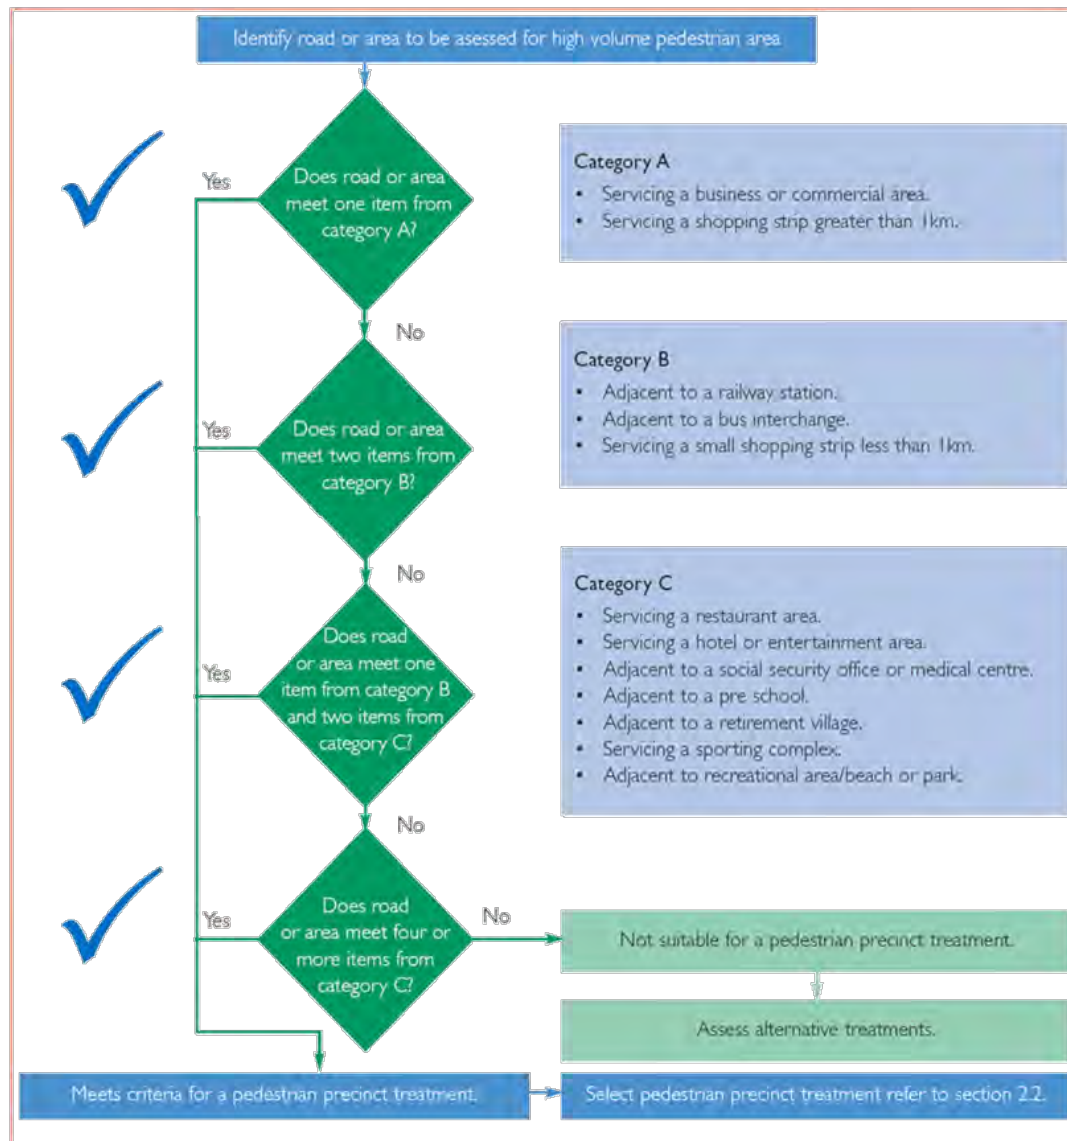 Identify road or area to be asessed for high volume pedestrian area
Yes
Does road or area
meet one item from
category A?
Category A
• Servicing a business or commercial area.
• Servicing a shopping strip greater than 1km.
No
Yes
Does road or area
meet two items from
category B?
Category B
• Adjacent to a railway station.
• Adjacent to a bus interchange.
• Servicing a small shopping strip less than 1km.
No
Yes
Does road
or area meet one
item from category B
and two items from
category C?
Category C
• Servicing a restaurant area.
• Servicing a hotel or entertainment area.
• Adjacent to a social security office or medical centre.
• Adjacent to a pre school.
• Adjacent to a retirement village.
• Servicing a sporting complex.
• Adjacent to recreational area/beach or park.
No
Yes
Does road
or area meet four or
more items from
category C?
No
Not suitable for a pedestrian precinct treatment.
Assess alternative treatments.
Meets criteria for a pedestrian precinct treatment.
Select pedestrian precinct treatment refer to section 2.2.